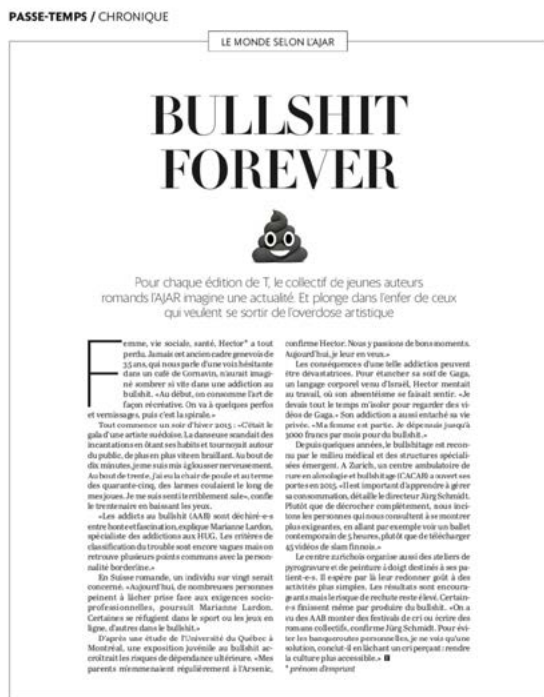 PASSE-TEMPS / CHRONIQUE
LE MONDE SELON L'AJAR
BULLSHIT
FOREVER
Pour chaque édition de T, le collectif de jeunes auteurs
romands l'AJAR imagine une actualité. Et plonge dans l'enfer de ceux
qui veulent se sortir de l'overdose artistique
Femme, vie sociale, santé, Hector* a tout
perdu. Jamais cet ancien cadre genevois de
35 ans, qui nous parle d'une voix hésitante
dans un café de Cornavin, n'aurait imagi-
né sombrer si vite dans une addiction au
bullshit. «Au début, on consomme l'art de
façon récréative. On va à quelques perfos
et vernissages, puis c'est la spirale.»
Tout commence un soir d'hiver 2015: «C'était le
gala d'une artiste suédoise. La danseuse scandait des
incantations en ôtant ses habits et tournoyait autour
du public, de plus en plus vite en braillant. Au bout de
dix minutes, je me suis mis à glousser nerveusement.
Au bout de trente, j'ai eu la chair de poule et au terme
des quarante-cinq, des larmes coulaient le long de
mes joues. Je me suis senti terriblement sale», confie
le trentenaire en baissant les yeux.
«Les addicts au bullshit (AAB) sont déchiré-e-s
entre honte et fascination, explique Marianne Lardon,
spécialiste des addictions aux HUG. Les critères de
classification du trouble sont encore vagues mais on
retrouve plusieurs points communs avec la person-
nalité borderline.»
En Suisse romande, un individu sur vingt serait
concerné. «Aujourd'hui, de nombreuses personnes
peinent à lâcher prise face aux exigences socio-
professionnelles, poursuit Marianne Lardon.
Certaines se réfugient dans le sport ou les jeux en
ligne, d'autres dans le bullshit.»
D'après une étude de l'Université du Québec à
Montréal, une exposition juvénile au bullshit ac-
croîtrait les risques de dépendance ultérieure. «Mes
parents m'emmenaient régulièrement à l'Arsenic,
confirme Hector. Nous y passions de bons moments.
Aujourd'hui, je leur en veux.»
Les conséquences d'une telle addiction peuvent
être dévastatrices. Pour étancher sa soif de Gaga,
un langage corporel venu d'Israël, Hector mentait
au travail, où son absentéisme se faisait sentir. «Je
devais tout le temps m'isoler pour regarder des vi-
déos de Gaga.» Son addiction a aussi entaché sa vie
privée. «Ma femme est partie. Je dépensais jusqu'à
3000 francs par mois pour du bullshit.»
Depuis quelques années, le bullshitage est recon-
nu par le milieu médical et des structures spéciali-
sées émergent. A Zurich, un centre ambulatoire de
cure en alenologie et bullshitage (CACAB) a ouvert ses
portes en 2015. «Il est important d'apprendre à gérer
sa consommation, détaille le directeur Jürg Schmidt.
Plutôt que de décrocher complètement, nous inci-
tons les personnes qui nous consultent à se montrer
plus exigeantes, en allant par exemple voir un ballet
contemporain de 5 heures, plutôt que de télécharger
45 vidéos de slam finnois.»
Le centre zurichois organise aussi des ateliers de
pyrogravure et de peinture à doigt destinés à ses pa-
tient-e-s. Il espère par là leur redonner goût à des
activités plus simples. Les résultats sont encoura-
geants mais le risque de rechute reste élevé. Certain-
e-s finissent même par produire du bullshit. «On a
vu des AAB monter des festivals de cri ou écrire des
romans collectifs, confirme Jürg Schmidt. Pour évi-
ter les banqueroutes personnelles, je ne vois qu'une
solution, conclut-il en lâchant un cri perçant: rendre
la culture plus accessible.»
* prénom d'emprunt